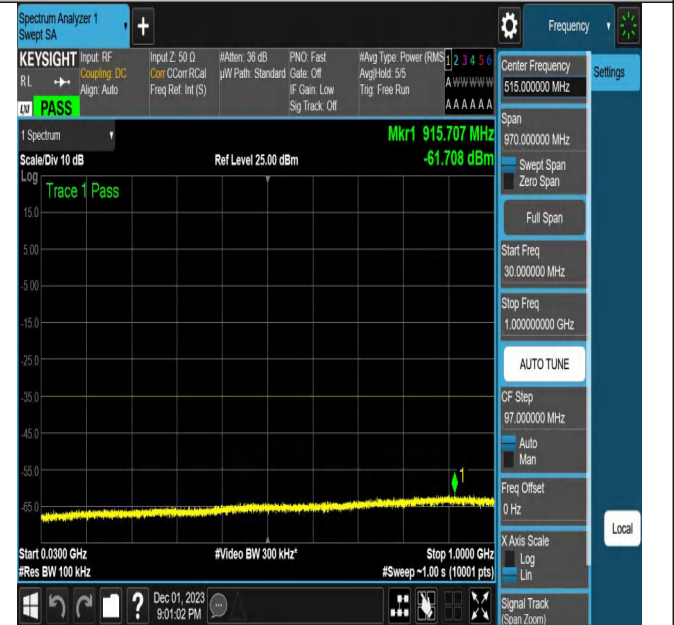 Spectrum Analyzer 1
Swept SA
+
Frequency
KEYSIGHT
RL
LXI
PASS
Input: RF
Coupling: DC
Align: Auto
Input Z: 50 Ω
Corr CCorr RCal
Freq Ref: Int (S)
#Atten: 36 dB
µW Path: Standard
PNO: Fast
Gate: Off
IF Gain: Low
Sig Track: Off
#Avg Type: Power (RMS
Avg|Hold: 5/5
Trig: Free Run
1 2 3 4 5 6
A W W W W W
A A A A A A
1 Spectrum
Scale/Div 10 dB
Ref Level 25.00 dBm
Mkr1 915.707 MHz
-61.708 dBm
Log
Trace 1 Pass
15.0
5.00
-5.00
-15.0
-25.0
-35.0
-45.0
-55.0
-65.0
1
Start 0.0300 GHz
#Res BW 100 kHz
#Video BW 300 kHz*
Stop 1.0000 GHz
#Sweep ~1.00 s (10001 pts)
?
Dec 01, 2023
9:01:02 PM
Center Frequency
515.000000 MHz
Settings
Span
970.000000 MHz
Swept Span
Zero Span
Full Span
Start Freq
30.000000 MHz
Stop Freq
1.000000000 GHz
AUTO TUNE
CF Step
97.000000 MHz
Auto
Man
Freq Offset
0 Hz
Local
X Axis Scale
Log
Lin
Signal Track
(Span Zoom)